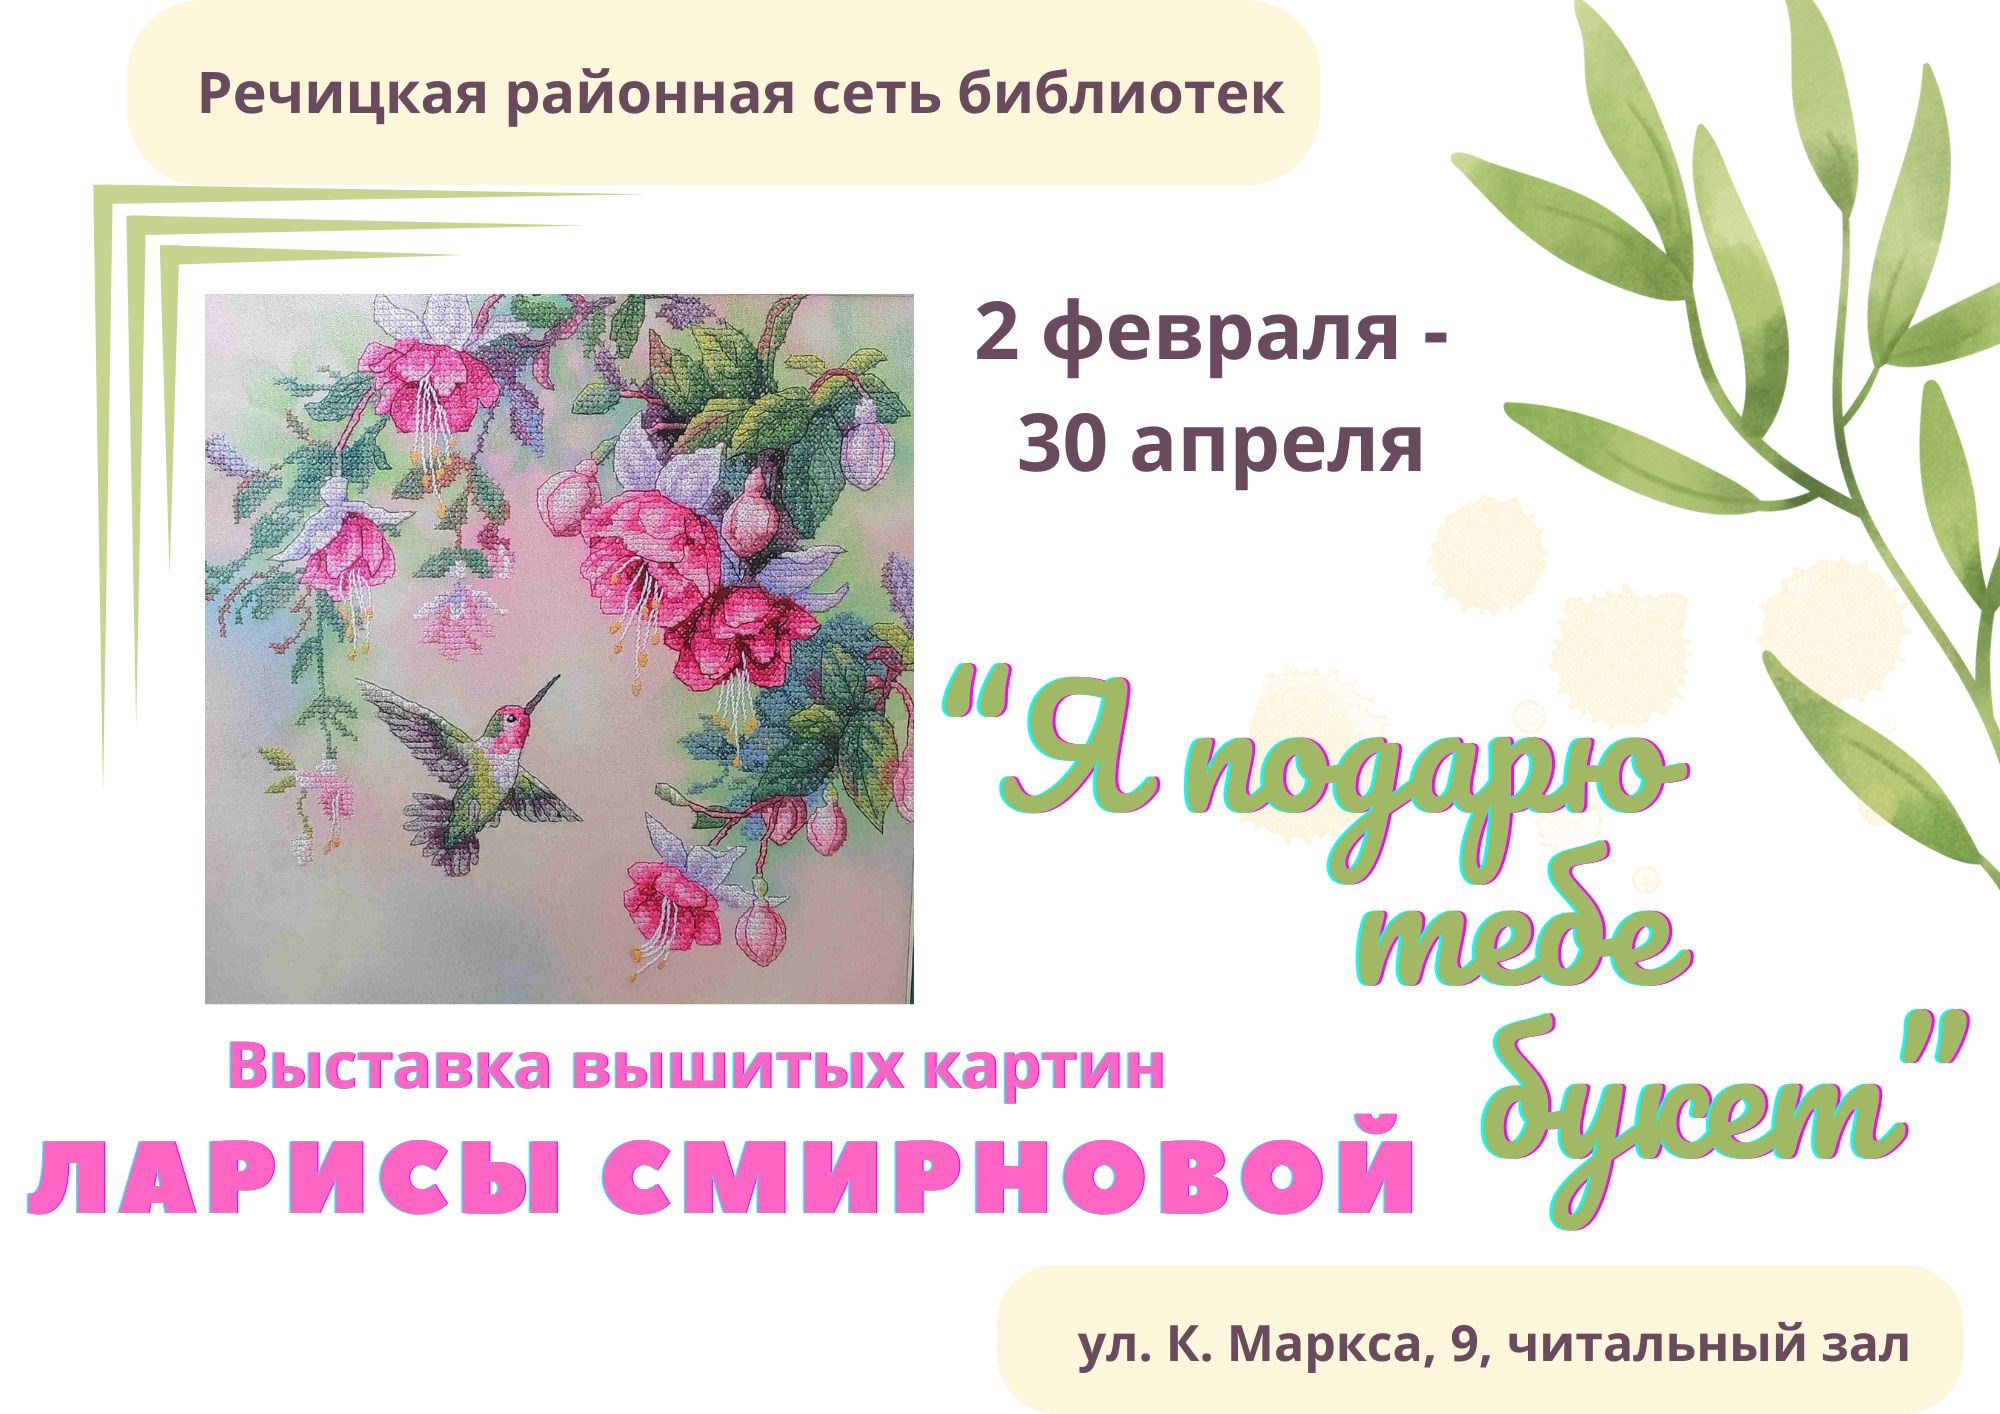 Речицкая районная сеть библиотек
2 февраля -
30 апреля
“Я подарю
тебе
букет”
Выставка вышитых картин
ЛАРИСЫ СМИРНОВОЙ
ул. К. Маркса, 9, читальный зал